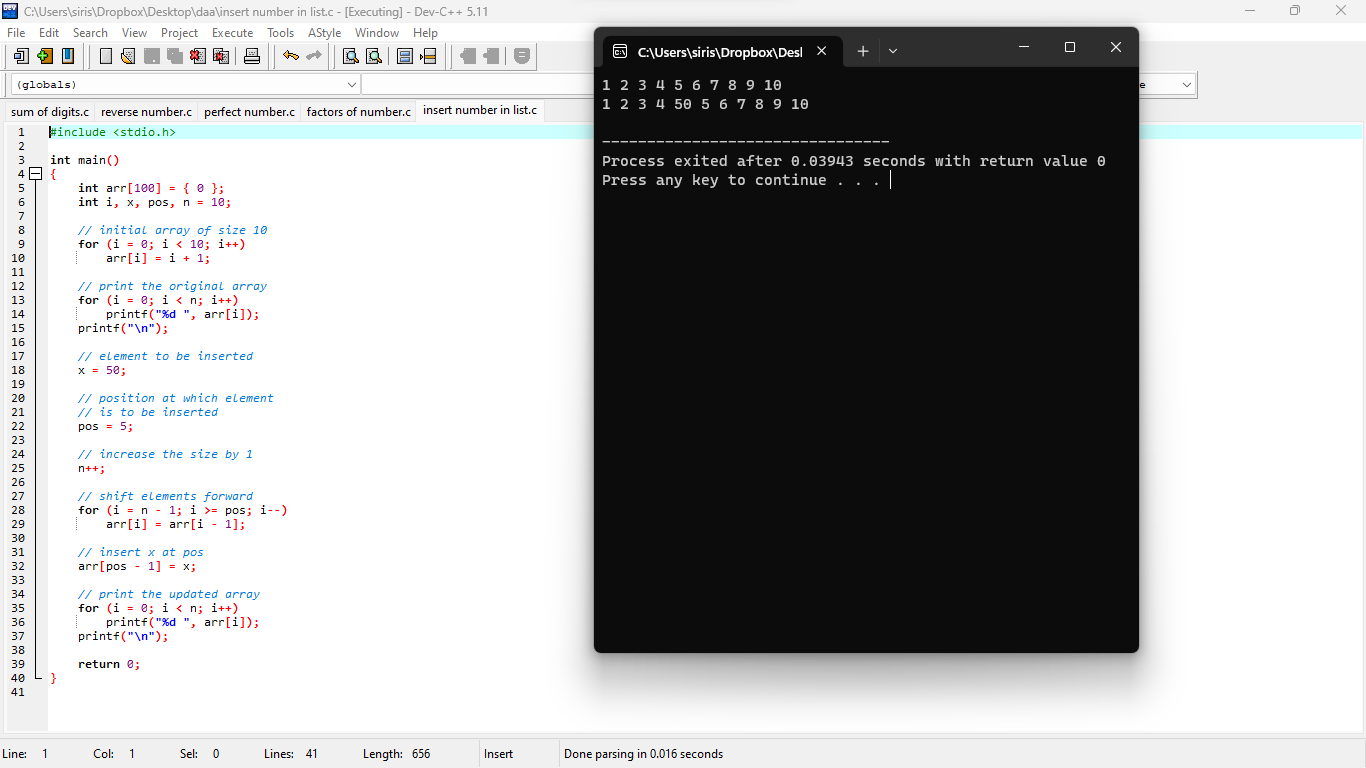 C:\Users\siris\Dropbox\Desktop\daa\insert number in list.c - [Executing] - Dev-C++ 5.11
File Edit Search View Project Execute Tools AStyle Window Help
(globals)
sum of digits.c reverse number.c perfect number.c factors of number.c insert number in list.c
1 #include <stdio.h>
2
3 int main()
4 {
5 int arr[100] = { 0 };
6 int i, x, pos, n = 10;
7
8 // initial array of size 10
9 for (i = 0; i < 10; i++)
10 arr[i] = i + 1;
11
12 // print the original array
13 for (i = 0; i < n; i++)
14 printf("%d ", arr[i]);
15 printf("\n");
16
17 // element to be inserted
18 x = 50;
19
20 // position at which element
21 // is to be inserted
22 pos = 5;
23
24 // increase the size by 1
25 n++;
26
27 // shift elements forward
28 for (i = n - 1; i >= pos; i--)
29 arr[i] = arr[i - 1];
30
31 // insert x at pos
32 arr[pos - 1] = x;
33
34 // print the updated array
35 for (i = 0; i < n; i++)
36 printf("%d ", arr[i]);
37 printf("\n");
38
39 return 0;
40 }
41
C:\Users\siris\Dropbox\Desl
1 2 3 4 5 6 7 8 9 10
1 2 3 4 50 5 6 7 8 9 10
--------------------------------
Process exited after 0.03943 seconds with return value 0
Press any key to continue . . .
e
Line: 1 Col: 1 Sel: 0 Lines: 41 Length: 656 Insert Done parsing in 0.016 seconds